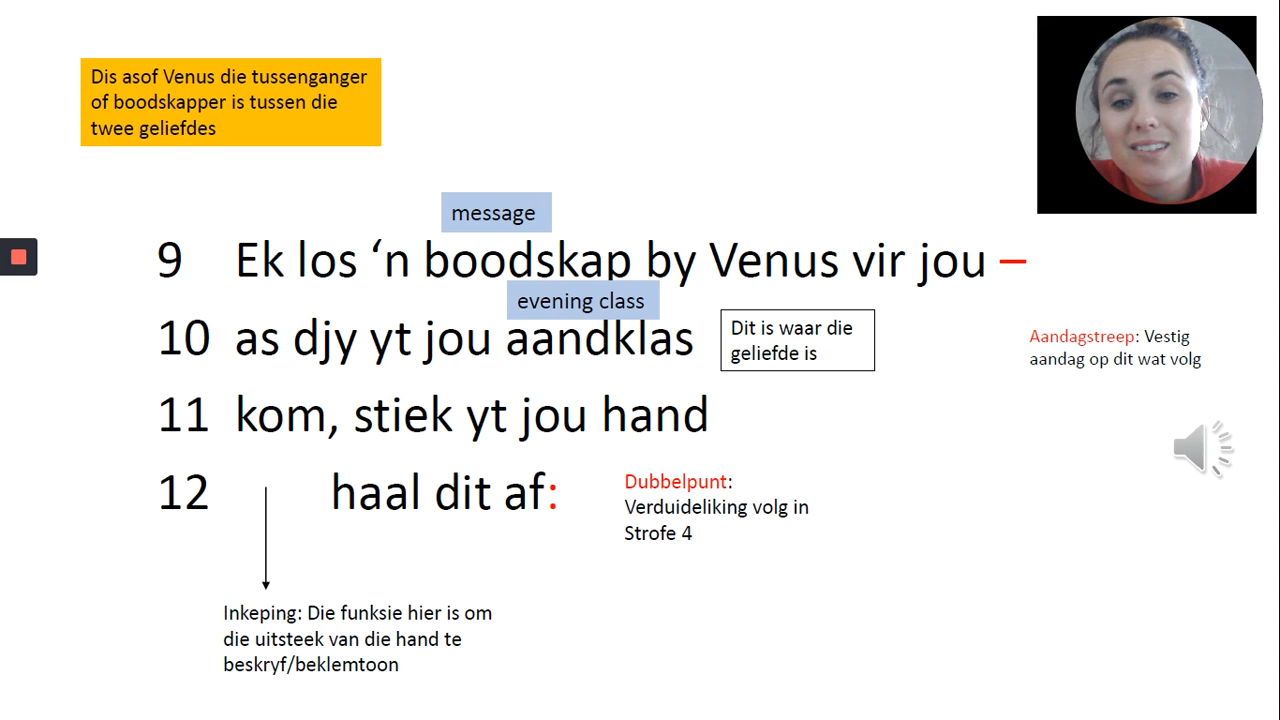 Dis asof Venus die tussenganger
of boodskapper is tussen die
twee geliefdes
message
9 Ek los ‘n boodskap by Venus vir jou –
evening class
10 as djy yt jou aandklas
Dit is waar die
geliefde is
Aandagstreep: Vestig
aandag op dit wat volg
11 kom, stiek yt jou hand
12 haal dit af:
Dubbelpunt:
Verduideliking volg in
Strofe 4
Inkeping: Die funksie hier is om
die uitsteek van die hand te
beskryf/beklemtoon